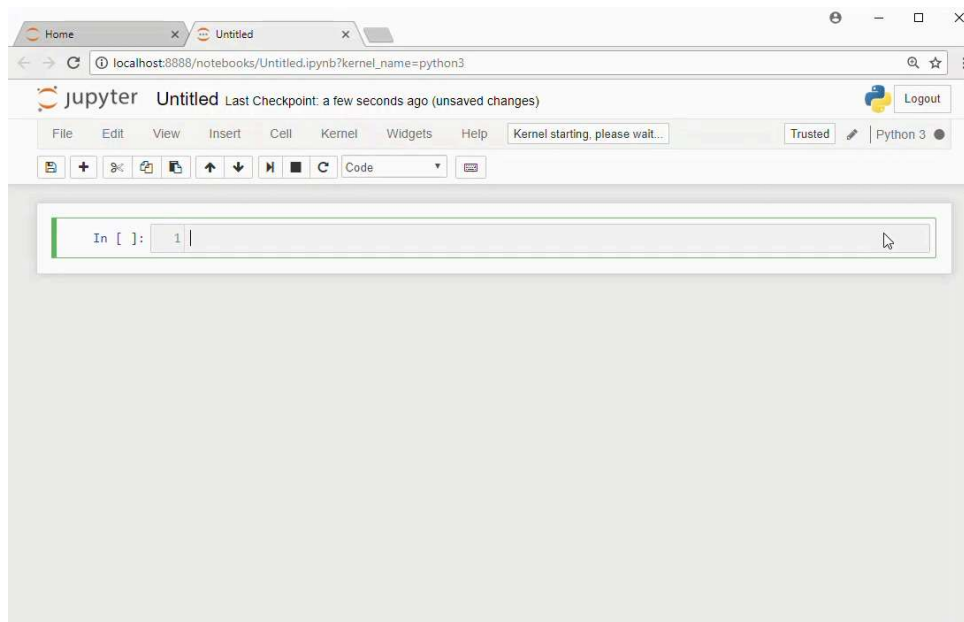 Home Untitled
localhost:8888/notebooks/Untitled.ipynb?kernel_name=python3
jupyter Untitled Last Checkpoint: a few seconds ago (unsaved changes) Logout
File Edit View Insert Cell Kernel Widgets Help Kernel starting, please wait... Trusted Python 3
Code
In [ ]: 1